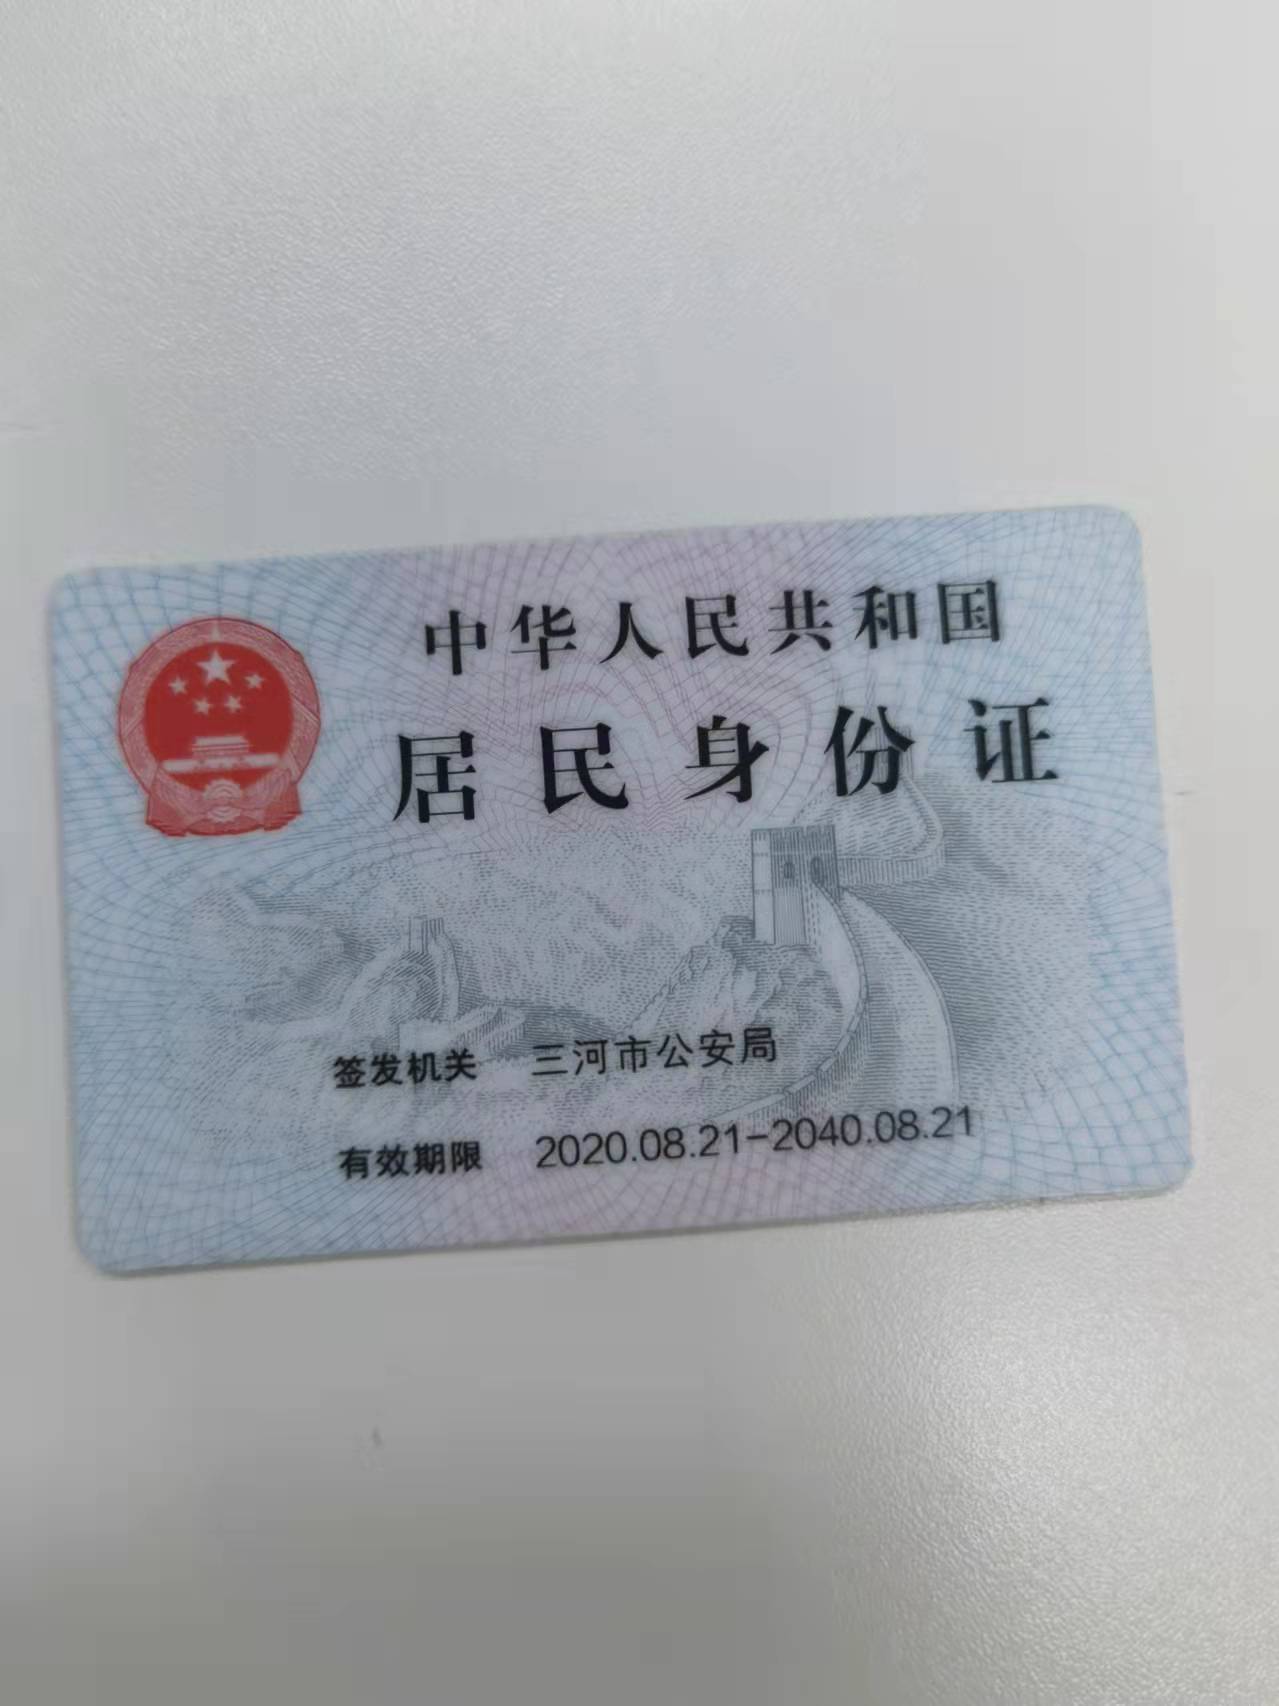 中华人民共和国
居民身份证
签发机关 三河市公安局
有效期限 2020.08.21-2040.08.21